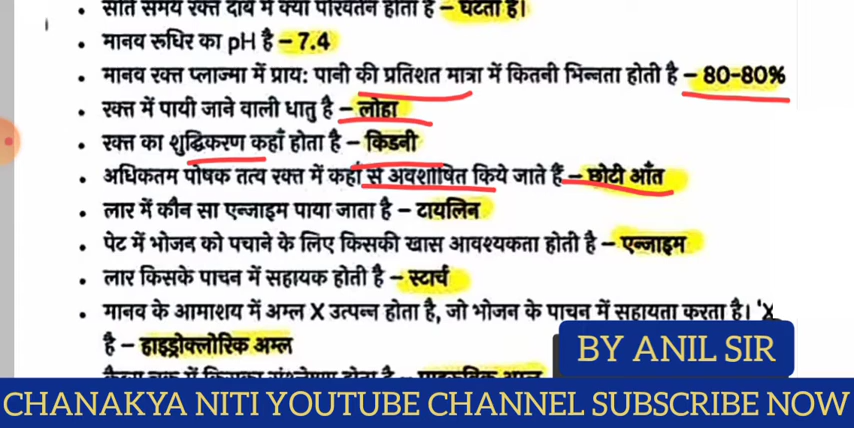 • सोते समय रक्त दाब में क्या परिवर्तन होता है – घटता है।
• मानव रुधिर का pH है – 7.4
• मानव रक्त प्लाज्मा में प्राय: पानी की प्रतिशत मात्रा में कितनी भिन्नता होती है – 80-80%
• रक्त में पायी जाने वाली धातु है – लोहा
• रक्त का शुद्धिकरण कहाँ होता है – किडनी
• अधिकतम पोषक तत्व रक्त में कहां से अवशोषित किये जाते हैं – छोटी आँत
• लार में कौन सा एन्जाइम पाया जाता है – टायलिन
• पेट में भोजन को पचाने के लिए किसकी खास आवश्यकता होती है – एन्जाइम
• लार किसके पाचन में सहायक होती है – स्टार्च
• मानव के आमाशय में अम्ल X उत्पन्न होता है, जो भोजन के पाचन में सहायता करता है। 'X
है – हाइड्रोक्लोरिक अम्ल
BY ANIL SIR
CHANAKYA NITI YOUTUBE CHANNEL SUBSCRIBE NOW